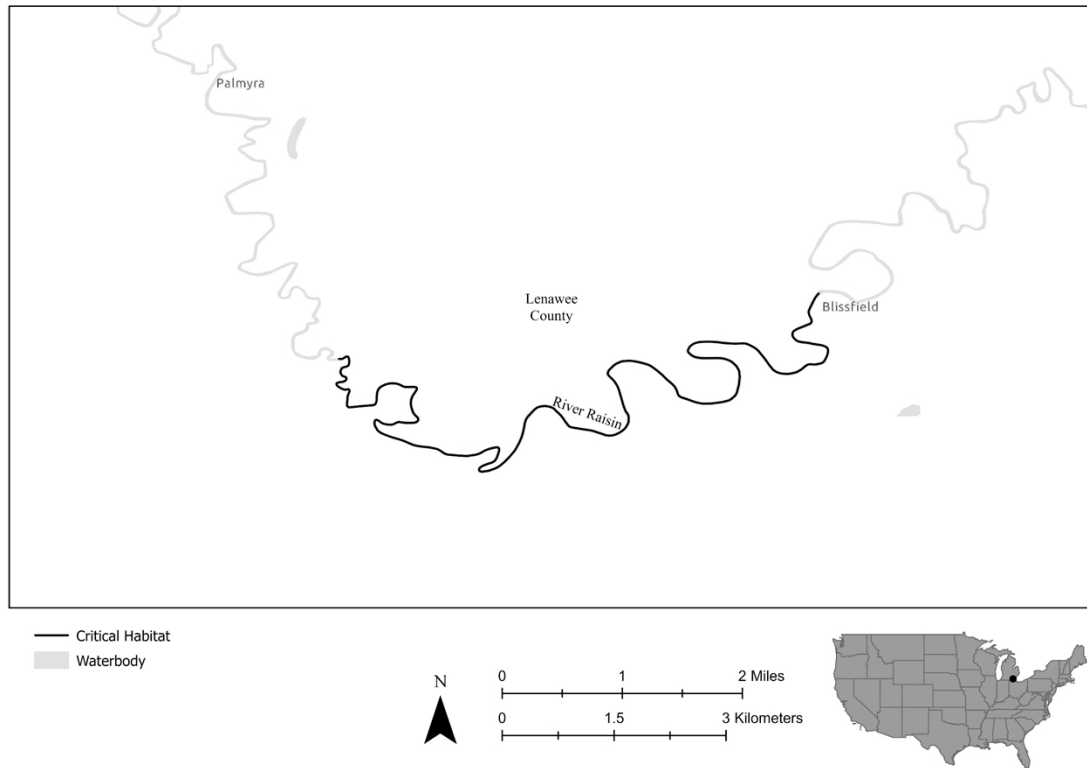 Palmyra
Lenawee
County
Blissfield
River Raisin
Critical Habitat
Waterbody
N
0 1 2 Miles
0 1.5 3 Kilometers